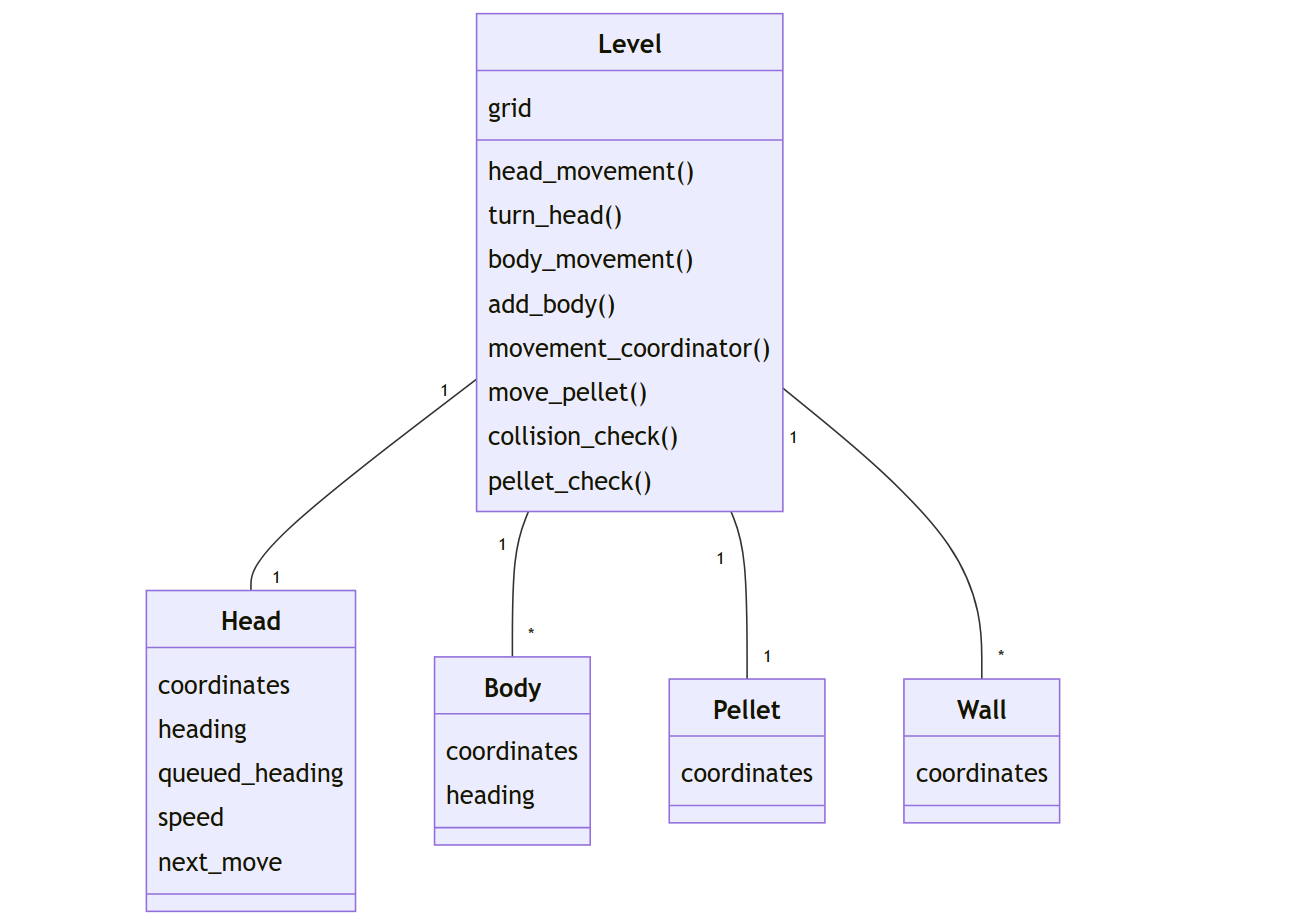 Level
grid
head_movement()
turn_head()
body_movement()
add_body()
movement_coordinator()
move_pellet()
collision_check()
pellet_check()
1
1
1
1
1
*
1
*
Head
coordinates
heading
queued_heading
speed
next_move
Body
coordinates
heading
Pellet
coordinates
Wall
coordinates